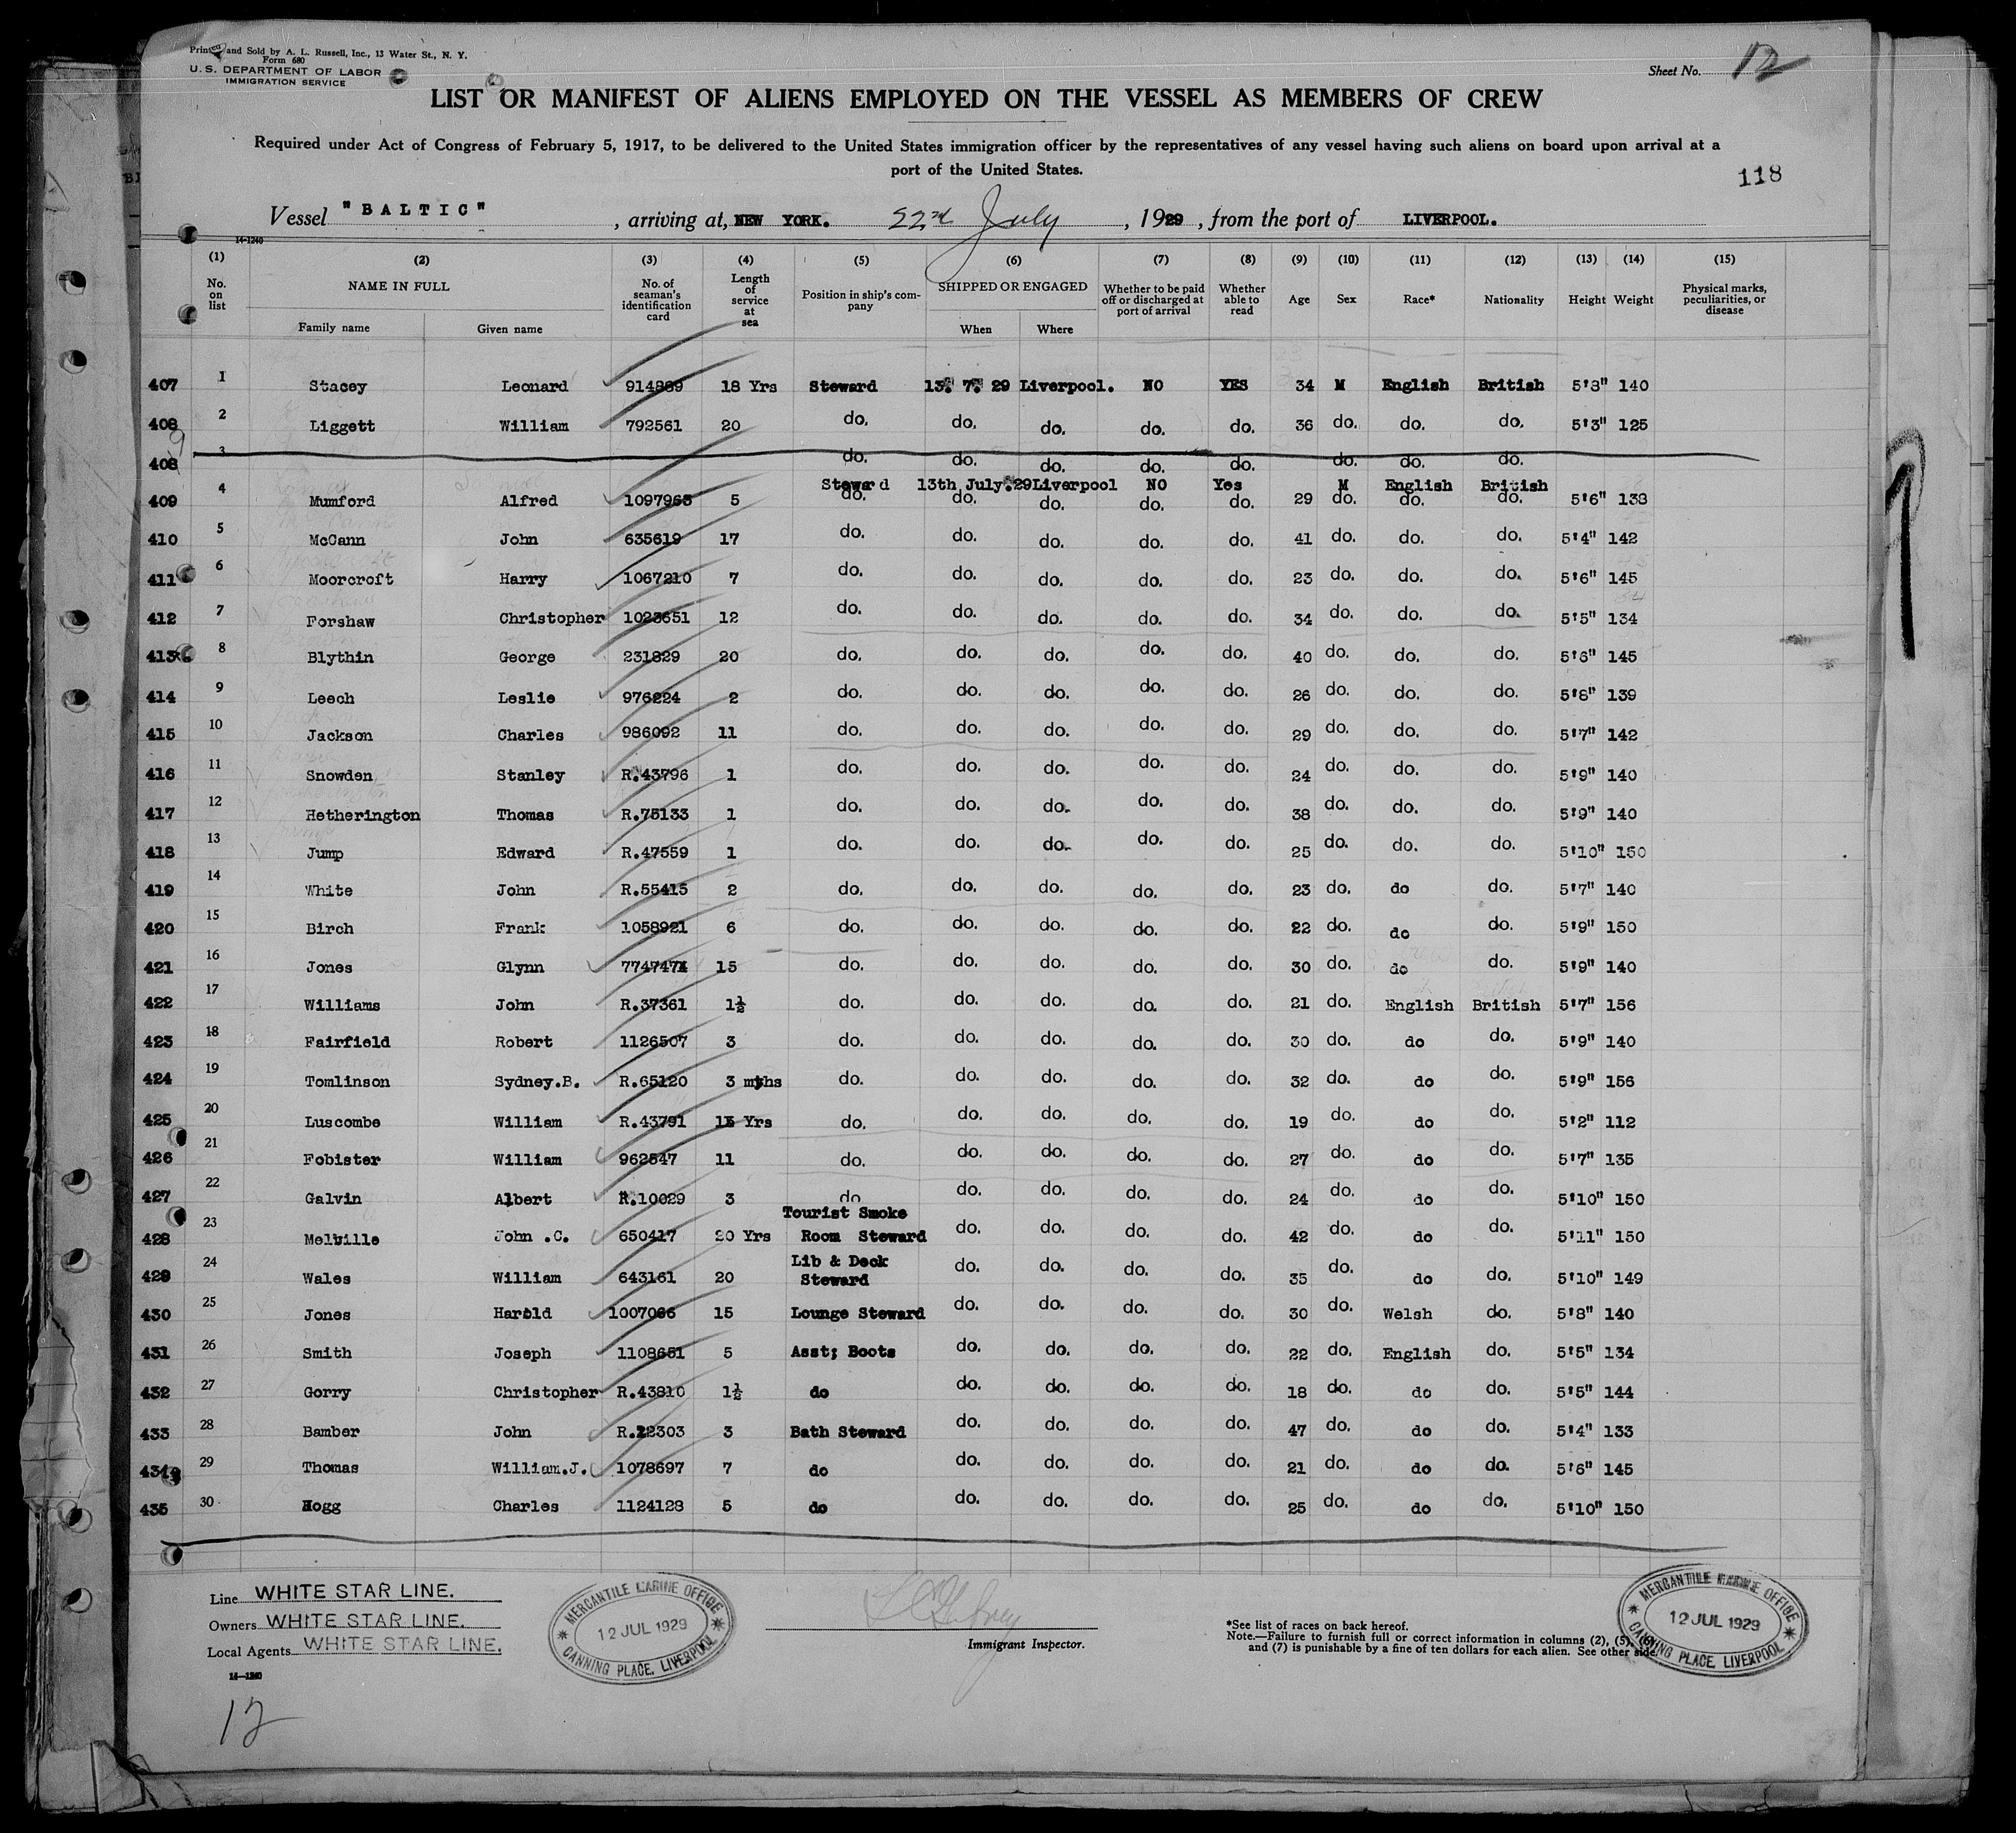 Printed and Sold by A. L. Russell, Inc., 13 Water St., N. Y.
Form 680
U. S. DEPARTMENT OF LABOR
IMMIGRATION SERVICE
Sheet No. 12
LIST OR MANIFEST OF ALIENS EMPLOYED ON THE VESSEL AS MEMBERS OF CREW
Required under Act of Congress of February 5, 1917, to be delivered to the United States immigration officer by the representatives of any vessel having such aliens on board upon arrival at a
port of the United States.
118
Vessel "BALTIC", arriving at, NEW YORK. 22nd July, 1929, from the port of LIVERPOOL.
14-1240
(1) (2) (3) (4) (5) (6) (7) (8) (9) (10) (11) (12) (13) (14) (15)
No. on list NAME IN FULL No. of seaman's identification card Length of service at sea Position in ship's company SHIPPED OR ENGAGED Whether to be paid off or discharged at port of arrival Whether able to read Age Sex Race* Nationality Height Weight Physical marks, peculiarities, or disease
Family name Given name When Where
407 1 Stacey Leonard 914889 18 Yrs Steward 13. 7. 29 Liverpool. NO YES 34 M English British 5'8" 140
408 2 Liggett William 792561 20 do. do. do. do. do. 36 do. do. do. 5'3" 125
408 3 do. do. do. do. do. do. do. do.
Steward 13th July.29 Liverpool NO Yes M English British
409 4 Mumford Alfred 1097963 5 do. do. do. do. do. 29 do. do. do. 5'6" 138
410 5 McCann John 635619 17 do. do. do. do. do. 41 do. do. do. 5'4" 142
411 6 Moorcroft Harry 1067210 7 do. do. do. do. do. 23 do. do. do. 5'6" 145
412 7 Forshaw Christopher 1023651 12 do. do. do. do. do. 34 do. do. do. 5'5" 134
413 8 Blythin George 231829 20 do. do. do. do. do. 40 do. do. do. 5'6" 145
414 9 Leech Leslie 976224 2 do. do. do. do. do. 26 do. do. do. 5'8" 139
415 10 Jackson Charles 986092 11 do. do. do. do. do. 29 do. do. do. 5'7" 142
416 11 Snowden Stanley R.43796 1 do. do. do. do. do. 24 do. do. do. 5'9" 140
417 12 Hetherington Thomas R.75133 1 do. do. do. do. do. 38 do. do. do. 5'9" 140
418 13 Jump Edward R.47559 1 do. do. do. do. do. 25 do. do. do. 5'10" 150
419 14 White John R.55415 2 do. do. do. do. do. 23 do. do do. 5'7" 140
420 15 Birch Frank 1058921 6 do. do. do. do. do. 22 do. do do. 5'9" 150
421 16 Jones Glynn 774747 15 do. do. do. do. do. 30 do. do do. 5'9" 140
422 17 Williams John R.37361 1½ do. do. do. do. do. 21 do. English British 5'7" 156
423 18 Fairfield Robert 1126507 3 do. do. do. do. do. 30 do. do do. 5'9" 140
424 19 Tomlinson Sydney.B. R.65120 3 mths do. do. do. do. do. 32 do. do do. 5'9" 156
425 20 Luscombe William R.43791 Yrs do. do. do. do. do. 19 do. do do. 5'2" 112
426 21 Fobister William 962547 11 do. do. do. do. do. 27 do. do do. 5'7" 135
427 22 Galvin Albert R.10029 3 do do. do. do. do. 24 do. do do. 5'10" 150
428 23 Melville John .C. 650417 20 Yrs Tourist Smoke Room Steward do. do. do. do. 42 do. do do. 5'11" 150
429 24 Wales William 643161 20 Lib & Deck Steward do. do. do. do. 35 do. do do. 5'10" 149
430 25 Jones Harold 1007066 15 Lounge Steward do. do. do. do. 30 do. Welsh do. 5'8" 140
431 26 Smith Joseph 1108651 5 Asst; Boots do. do. do. do. 22 do. English do. 5'5" 134
432 27 Gorry Christopher R.43810 1½ do do. do. do. do. 18 do. do do. 5'5" 144
433 28 Bamber John R.22303 3 Bath Steward do. do. do. do. 47 do. do do. 5'4" 133
434 29 Thomas William.J. 1078697 7 do do. do. do. do. 21 do. do do. 5'6" 145
435 30 Hogg Charles 1124128 5 do do. do. do. do. 25 do. do do. 5'10" 150
Line WHITE STAR LINE.
Owners WHITE STAR LINE.
Local Agents WHITE STAR LINE.
14-1240
12
MERCANTILE MARINE OFFICE
12 JUL 1929
CANNING PLACE, LIVERPOOL
Immigrant Inspector.
*See list of races on back hereof.
Note.—Failure to furnish full or correct information in columns (2), (5), (6)
and (7) is punishable by a fine of ten dollars for each alien. See other side.
MERCANTILE MARINE OFFICE
12 JUL 1929
CANNING PLACE, LIVERPOOL